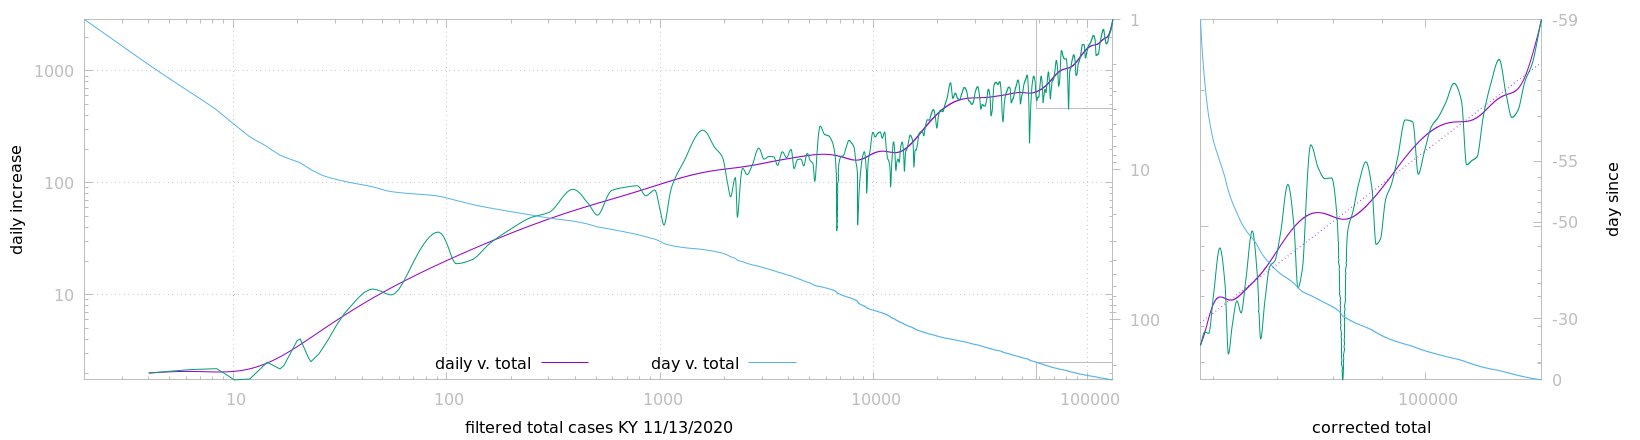 1
-59
1000
10
-55
100
-50
daily increase
day since
10
100
-30
daily v. total
day v. total
0
10
100
1000
10000
100000
100000
filtered total cases KY 11/13/2020
corrected total